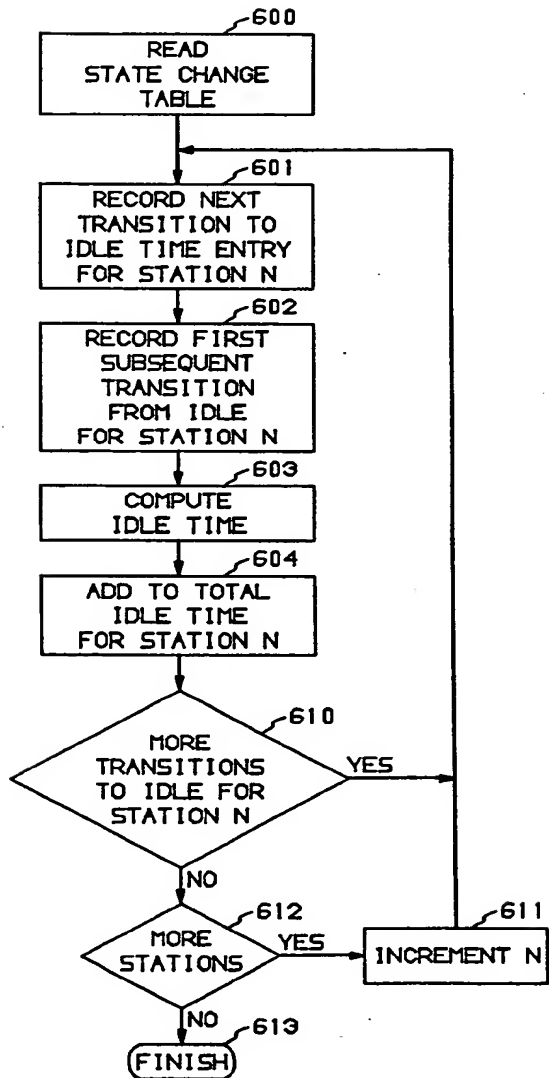 600
READ
STATE CHANGE
TABLE
601
RECORD NEXT
TRANSITION TO
IDLE TIME ENTRY
FOR STATION N
602
RECORD FIRST
SUBSEQUENT
TRANSITION
FROM IDLE
FOR STATION N
603
COMPUTE
IDLE TIME
604
ADD TO TOTAL
IDLE TIME
FOR STATION N
610
MORE
TRANSITIONS
TO IDLE FOR
STATION N
YES
NO
612
MORE
STATIONS
YES
611
INCREMENT N
NO
613
FINISH